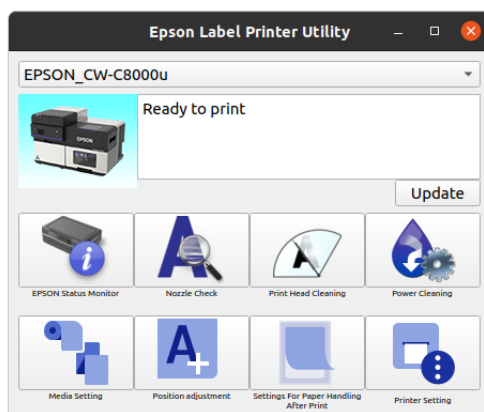 Epson Label Printer Utility
EPSON_CW-C8000u
Ready to print
EPSON
Update
EPSON Status Monitor
Nozzle Check
Print Head Cleaning
Power Cleaning
Media Setting
Position adjustment
Settings For Paper Handling
After Print
Printer Setting